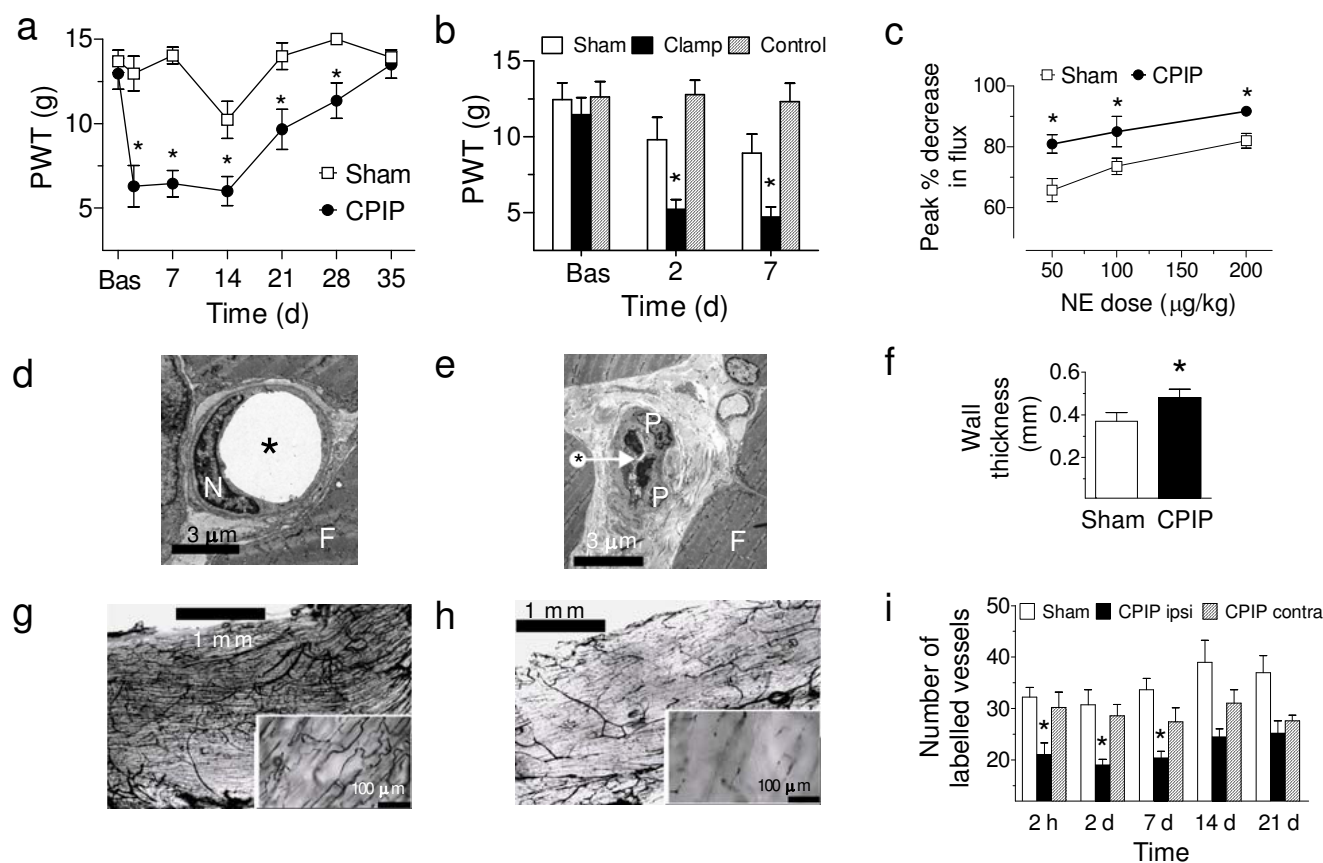 a
15
10
5
PWT (g)
*
*
*
*
*
Sham
CPIP
Bas 7 14 21 28 35
Time (d)
b
Sham Clamp Control
15
10
5
PWT (g)
*
*
Bas 2 7
Time (d)
c
Sham CPIP
100
80
60
Peak % decrease
in flux
*
*
*
50 100 150 200
NE dose (μg/kg)
d
*
N
3 μm
F
e
P
*
P
3 μm
F
f
0.6
0.4
0.2
Wall
thickness
(mm)
*
Sham CPIP
g
1 mm
100 μm
h
1 mm
100 μm
i
Sham CPIP ipsi CPIP contra
50
40
30
20
Number of
labelled vessels
*
*
*
2 h 2 d 7 d 14 d 21 d
Time